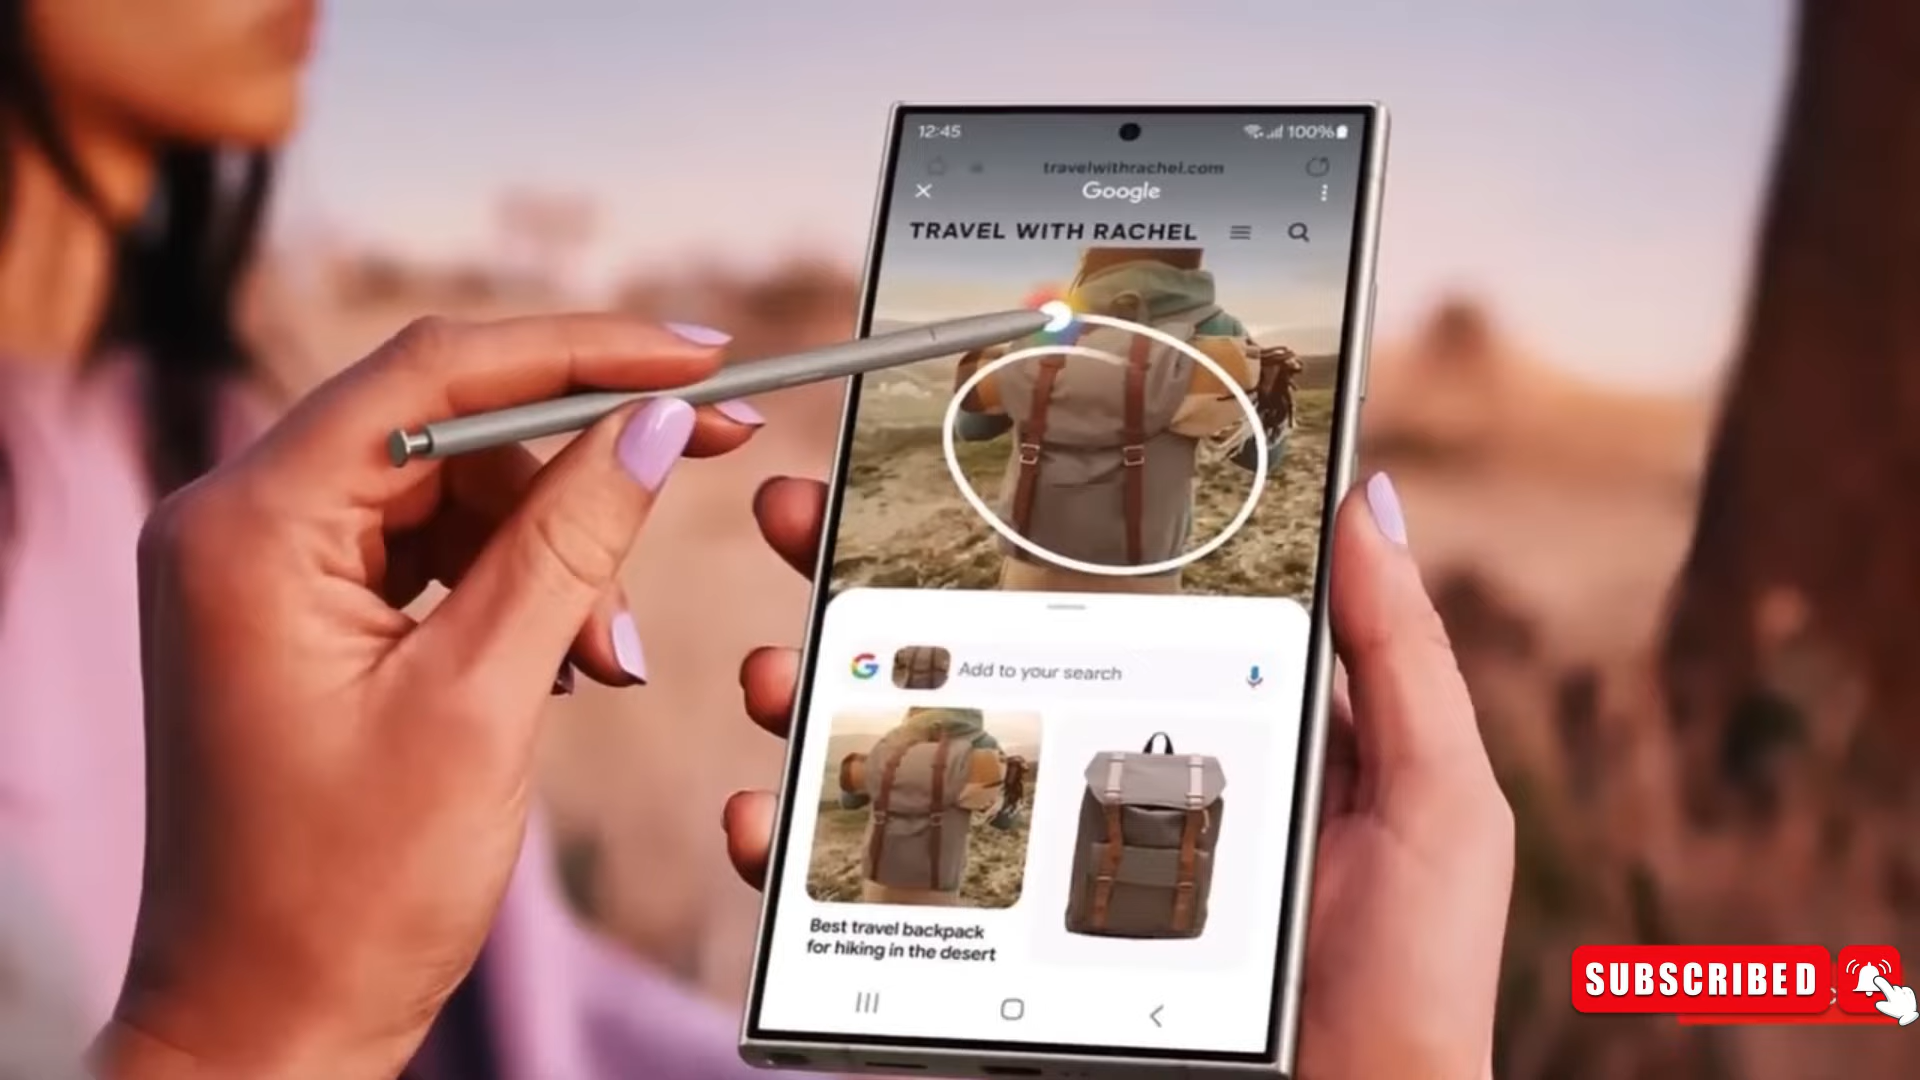 12:45
100%
travelwithrachel.com
Google
TRAVEL WITH RACHEL
G
Add to your search
Best travel backpack
for hiking in the desert
SUBSCRIBED